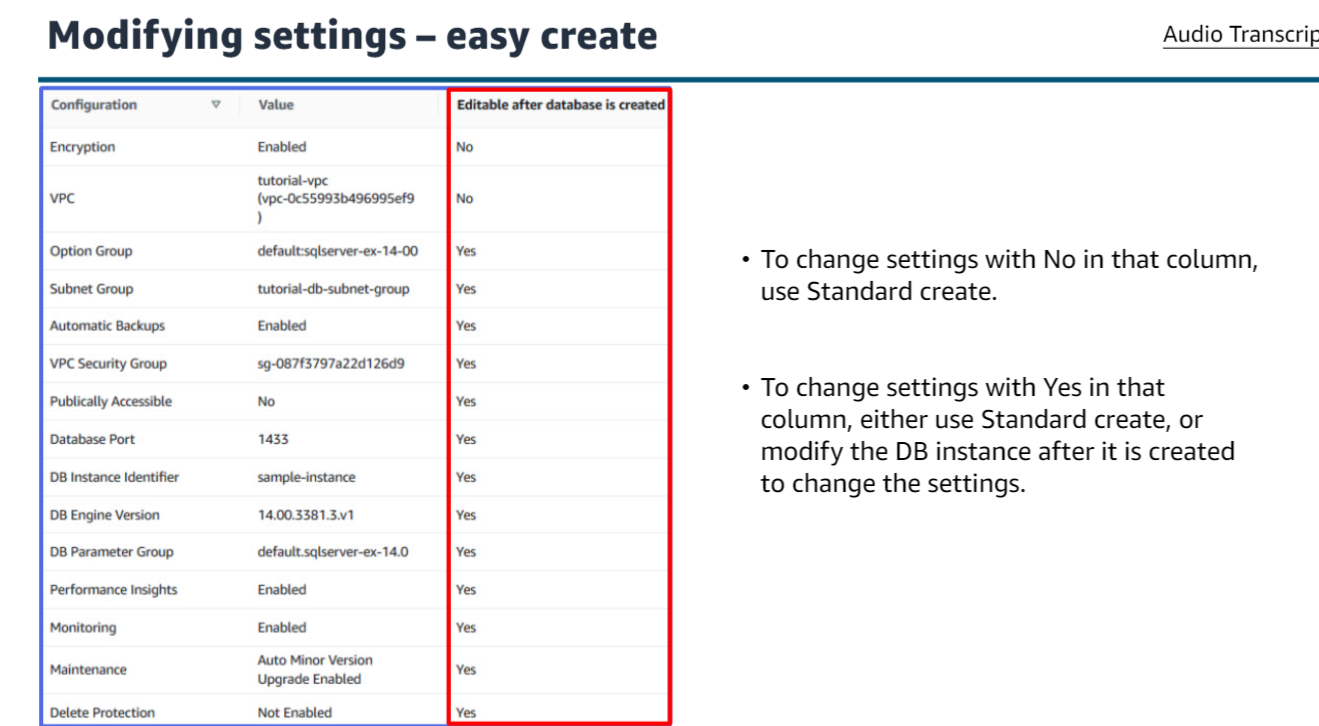 Modifying settings – easy create
Audio Transcrip
Configuration Value Editable after database is created
Encryption Enabled No
VPC tutorial-vpc
(vpc-0c55993b496995ef9
) No
Option Group default:sqlserver-ex-14-00 Yes
Subnet Group tutorial-db-subnet-group Yes
Automatic Backups Enabled Yes
VPC Security Group sg-087f3797a22d126d9 Yes
Publically Accessible No Yes
Database Port 1433 Yes
DB Instance Identifier sample-instance Yes
DB Engine Version 14.00.3381.3.v1 Yes
DB Parameter Group default.sqlserver-ex-14.0 Yes
Performance Insights Enabled Yes
Monitoring Enabled Yes
Maintenance Auto Minor Version
Upgrade Enabled Yes
Delete Protection Not Enabled Yes
• To change settings with No in that column,
use Standard create.
• To change settings with Yes in that
column, either use Standard create, or
modify the DB instance after it is created
to change the settings.